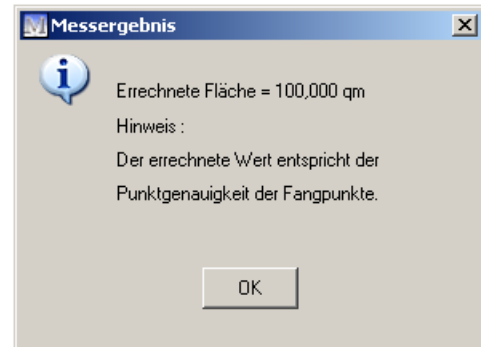 Messergebnis
Errechnete Fläche = 100,000 qm
Hinweis :
Der errechnete Wert entspricht der
Punktgenauigkeit der Fangpunkte.
OK